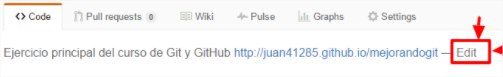 <> Code Pull requests 0 Wiki Pulse Graphs Settings
Ejercicio principal del curso de Git y GitHub http://juan41285.github.io/mejorandogit — Edit